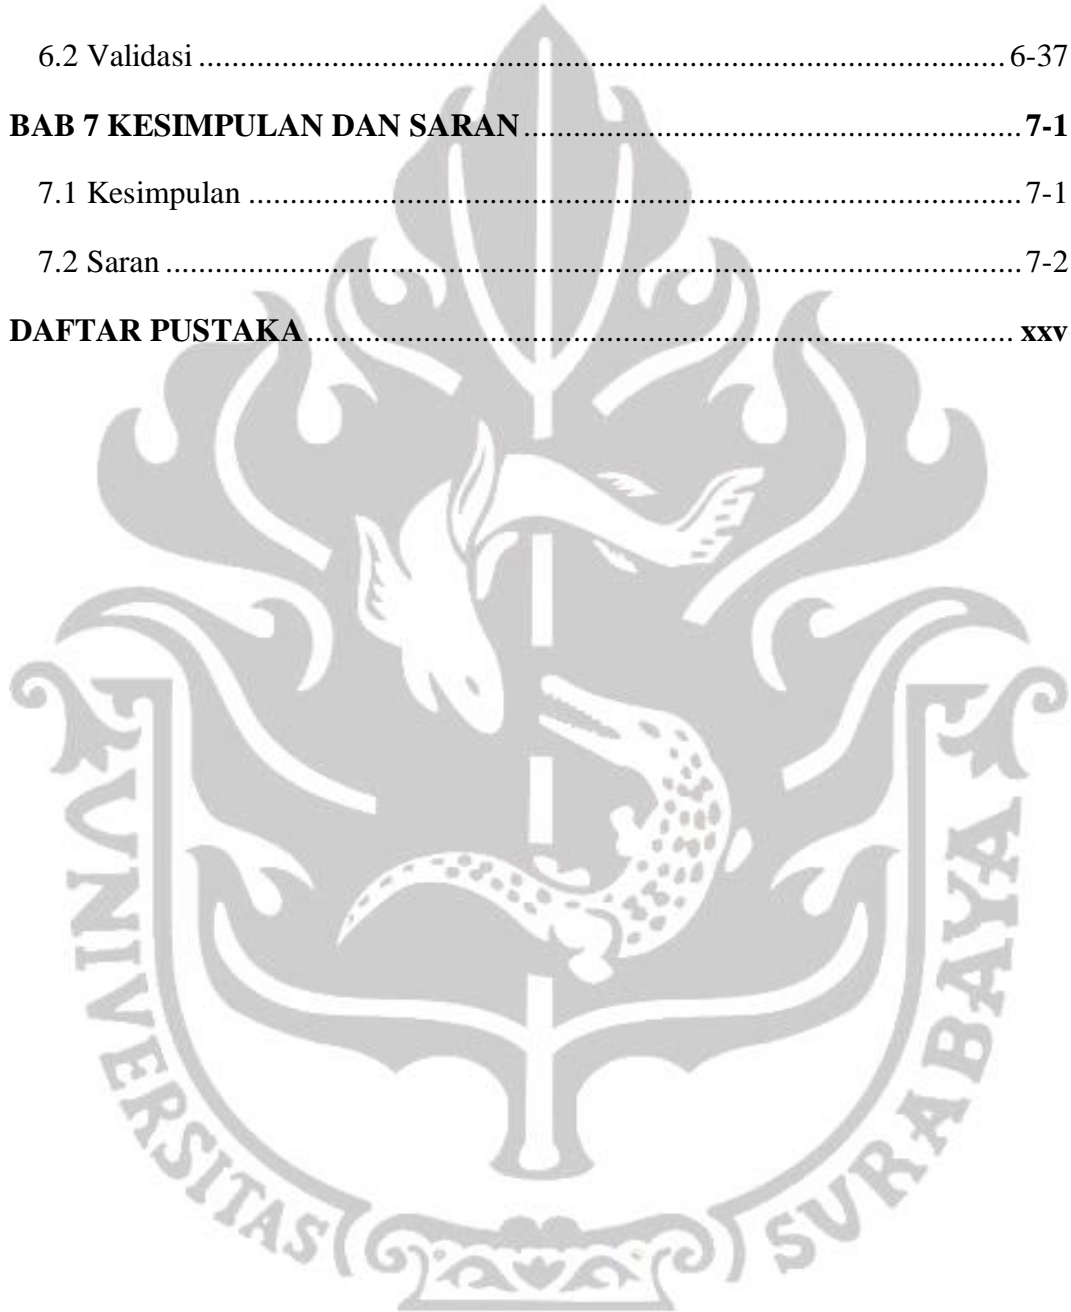 6.2 Validasi ........................................................................................................ 6-37
BAB 7 KESIMPULAN DAN SARAN ................................................................ 7-1
7.1 Kesimpulan .................................................................................................... 7-1
7.2 Saran .............................................................................................................. 7-2
DAFTAR PUSTAKA ........................................................................................ xxv
UNIVERSITAS SURABAYA